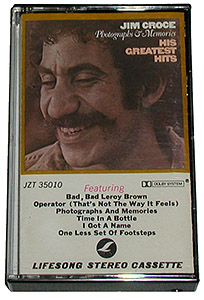 JIM CROCE
Photographs & Memories
HIS
GREATEST
HITS
JZT 35010
Featuring
DOLBY SYSTEM
Bad, Bad Leroy Brown
Operator (That's Not The Way It Feels)
Photographs And Memories
Time In A Bottle
I Got A Name
One Less Set Of Footsteps
LIFESONG STEREO CASSETTE